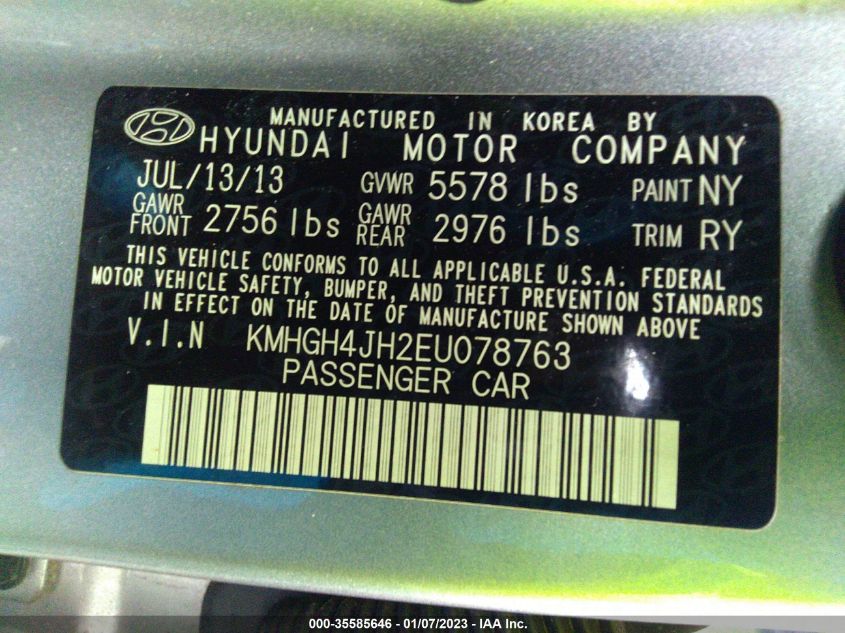 MANUFACTURED IN KOREA BY
HYUNDAI MOTOR COMPANY
JUL/13/13 GVWR 5578 lbs PAINT NY
GAWR FRONT 2756 lbs GAWR REAR 2976 lbs TRIM RY
THIS VEHICLE CONFORMS TO ALL APPLICABLE U.S.A. FEDERAL
MOTOR VEHICLE SAFETY, BUMPER, AND THEFT PREVENTION STANDARDS
IN EFFECT ON THE DATE OF MANUFACTURE SHOWN ABOVE
V.I.N KMHGH4JH2EU078763
PASSENGER CAR
000-35585646 — 01/07/2023 — IAA Inc.